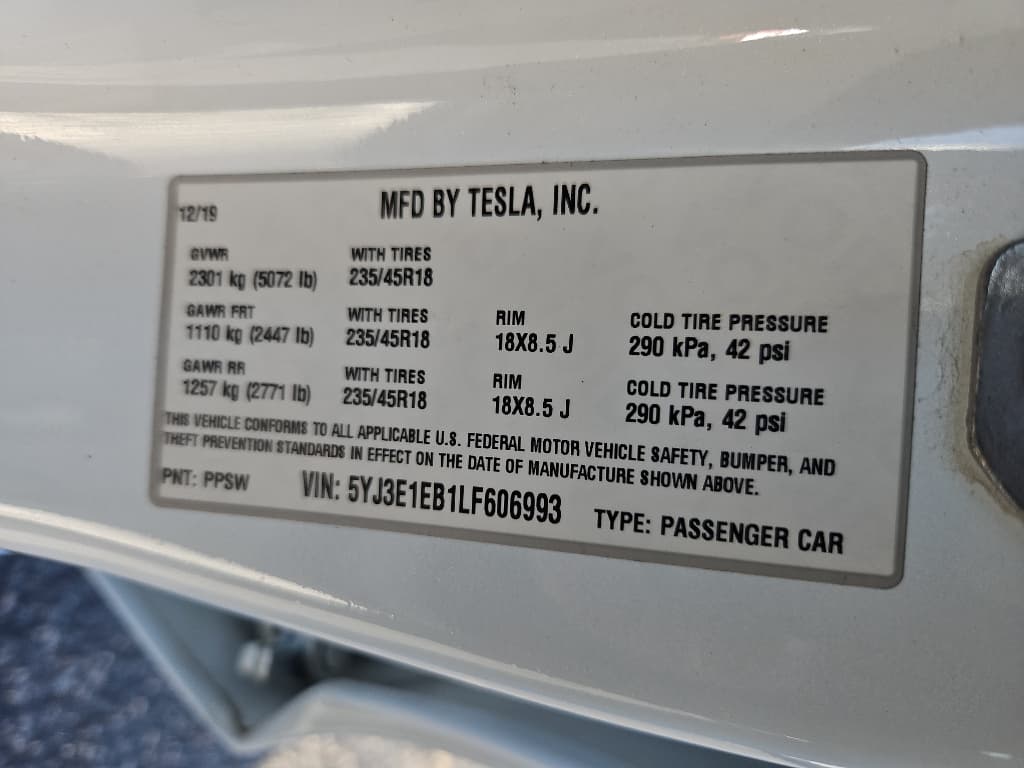 MFD BY TESLA, INC.
12/19
GVWR WITH TIRES
2301 kg (5072 lb) 235/45R18
GAWR FRT WITH TIRES RIM COLD TIRE PRESSURE
1110 kg (2447 lb) 235/45R18 18X8.5 J 290 kPa, 42 psi
GAWR RR WITH TIRES RIM COLD TIRE PRESSURE
1257 kg (2771 lb) 235/45R18 18X8.5 J 290 kPa, 42 psi
THIS VEHICLE CONFORMS TO ALL APPLICABLE U.S. FEDERAL MOTOR VEHICLE SAFETY, BUMPER, AND
THEFT PREVENTION STANDARDS IN EFFECT ON THE DATE OF MANUFACTURE SHOWN ABOVE.
PNT: PPSW VIN: 5YJ3E1EB1LF606993 TYPE: PASSENGER CAR